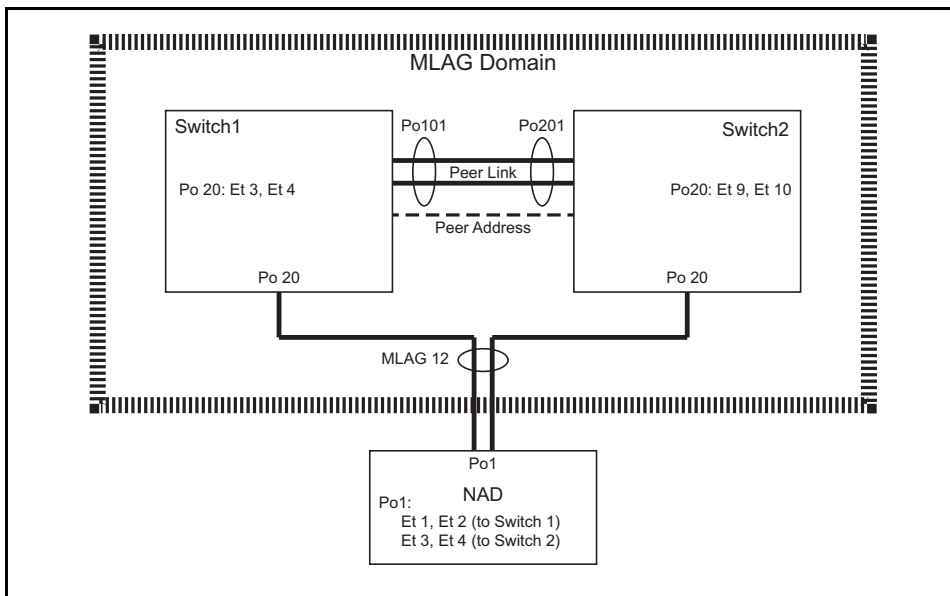 MLAG Domain
Switch1
Po101
Po201
Switch2
Peer Link
Po 20: Et 3, Et 4
Po20: Et 9, Et 10
Peer Address
Po 20
Po 20
MLAG 12
Po1
NAD
Po1:
Et 1, Et 2 (to Switch 1)
Et 3, Et 4 (to Switch 2)